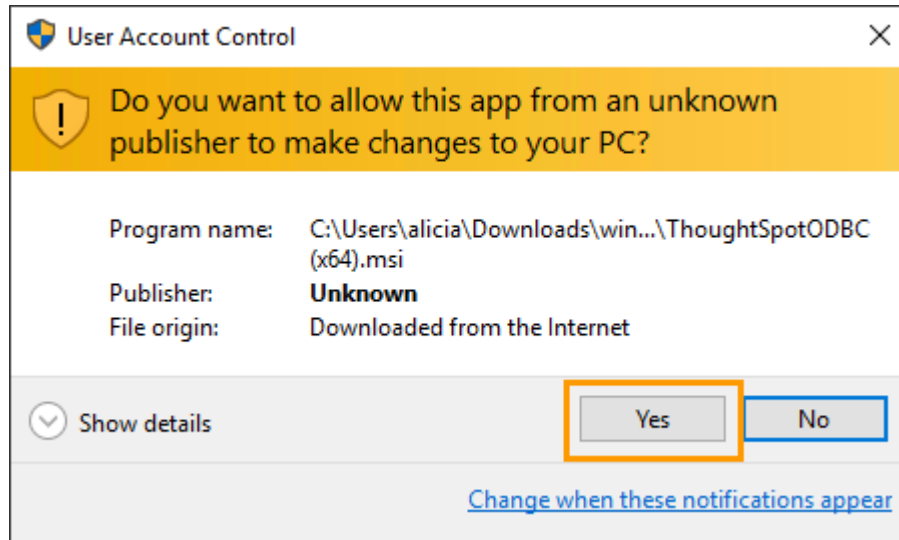 User Account Control
Do you want to allow this app from an unknown
publisher to make changes to your PC?
Program name: C:\Users\alicia\Downloads\win...\ThoughtSpotODBC
(x64).msi
Publisher: Unknown
File origin: Downloaded from the Internet
Show details Yes No
Change when these notifications appear